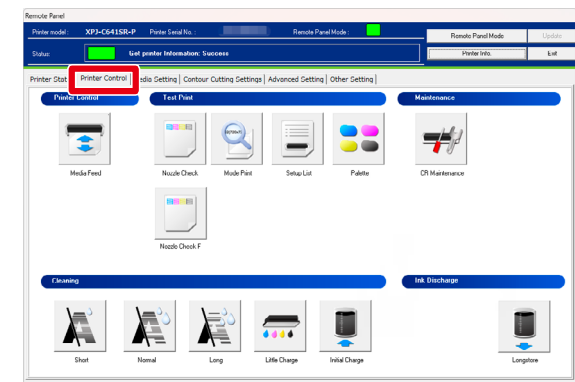 Remote Panel
Printer model : XPJ-C641SR-P Printer Serial No. : Remote Panel Mode : Remote Panel Mode Update
Status: Get printer Information: Success Printer Info. Exit
Printer Stat Printer Control dia Setting Contour Cutting Settings Advanced Setting Other Setting
Printer Control Test Print Maintenance
Media Feed Nozzle Check Mode Print Setup List Palette CR Maintenance
Nozzle Check F
Cleaning Ink Discharge
Short Normal Long Little Charge Initial Charge Longstore